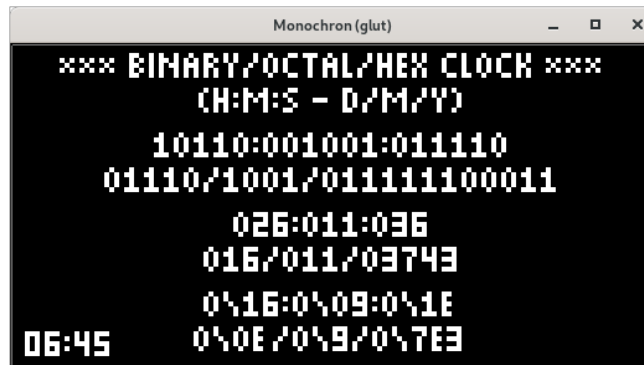 Monochron (glut)
*** BINARY/OCTAL/HEX CLOCK ***
(H:M:S - D/M/Y)
10110:001001:011110
01110/1001/011111100011
026:011:036
016/011/03743
0\16:0\09:0\1E
0\0E/0\9/0\7E3
06:45